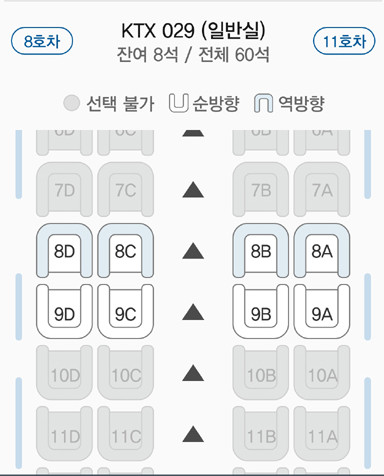 8호차
KTX 029 (일반실)
11호차
잔여 8석 / 전체 60석
선택 불가 순방향 역방향
6D 6C 6B 6A
7D 7C 7B 7A
8D 8C 8B 8A
9D 9C 9B 9A
10D 10C 10B 10A
11D 11C 11B 11A